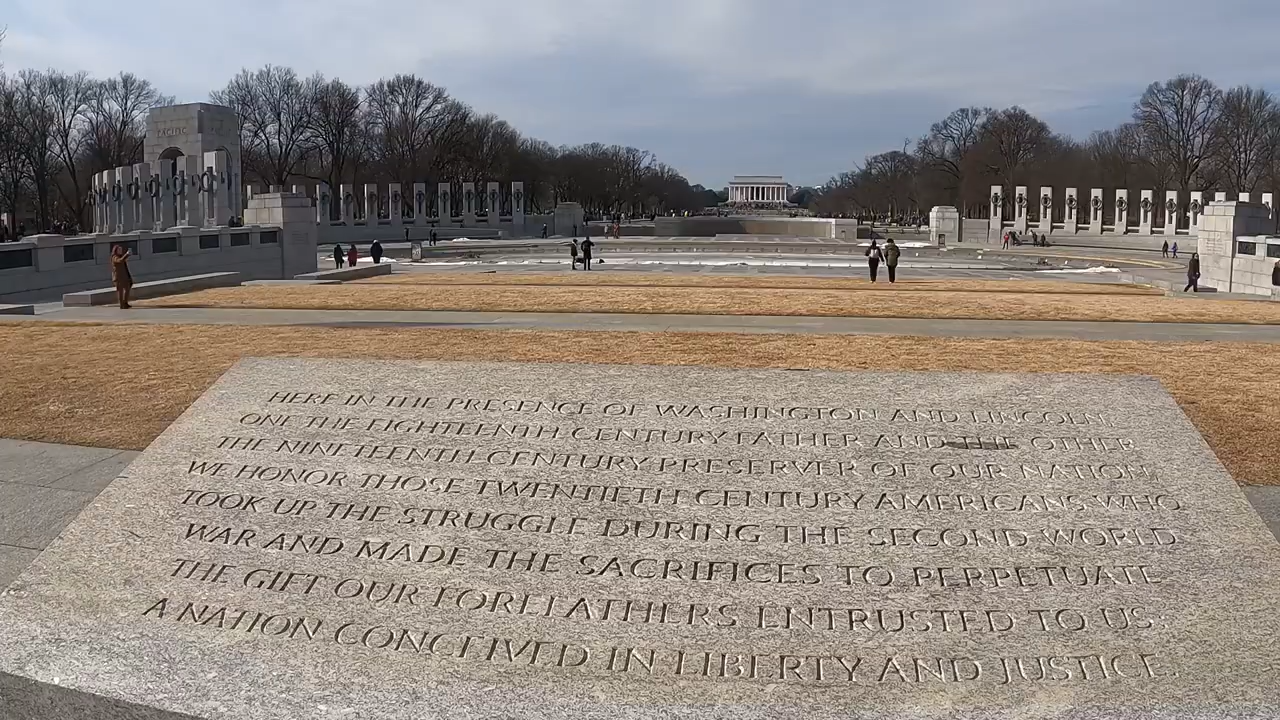 PACIFIC
HERE IN THE PRESENCE OF WASHINGTON AND LINCOLN,
ONE THE EIGHTEENTH CENTURY FATHER AND THE OTHER
THE NINETEENTH CENTURY PRESERVER OF OUR NATION,
WE HONOR THOSE TWENTIETH CENTURY AMERICANS WHO
TOOK UP THE STRUGGLE DURING THE SECOND WORLD
WAR AND MADE THE SACRIFICES TO PERPETUATE
THE GIFT OUR FOREFATHERS ENTRUSTED TO US:
A NATION CONCEIVED IN LIBERTY AND JUSTICE.